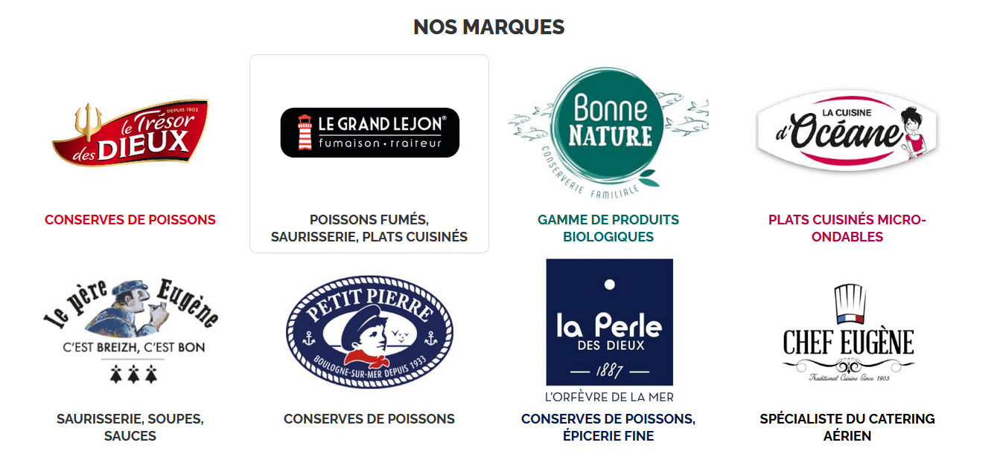 NOS MARQUES
DEPUIS 1903
le Trésor
des DIEUX
CONSERVES DE POISSONS
LE GRAND LEJON®
fumaison • traiteur
POISSONS FUMÉS,
SAURISSERIE, PLATS CUISINÉS
Bonne
NATURE
CONSERVERIE FAMILIALE
GAMME DE PRODUITS
BIOLOGIQUES
LA CUISINE
d'Océane
PLATS CUISINÉS MICRO-
ONDABLES
le père Eugène
C'EST BREIZH, C'EST BON
SAURISSERIE, SOUPES,
SAUCES
PETIT PIERRE
BOULOGNE-SUR-MER DEPUIS 1933
CONSERVES DE POISSONS
la Perle
DES DIEUX
1887
L'ORFÈVRE DE LA MER
CONSERVES DE POISSONS,
ÉPICERIE FINE
CHEF EUGÈNE
Traditional Cuisine Since 1903
SPÉCIALISTE DU CATERING
AÉRIEN